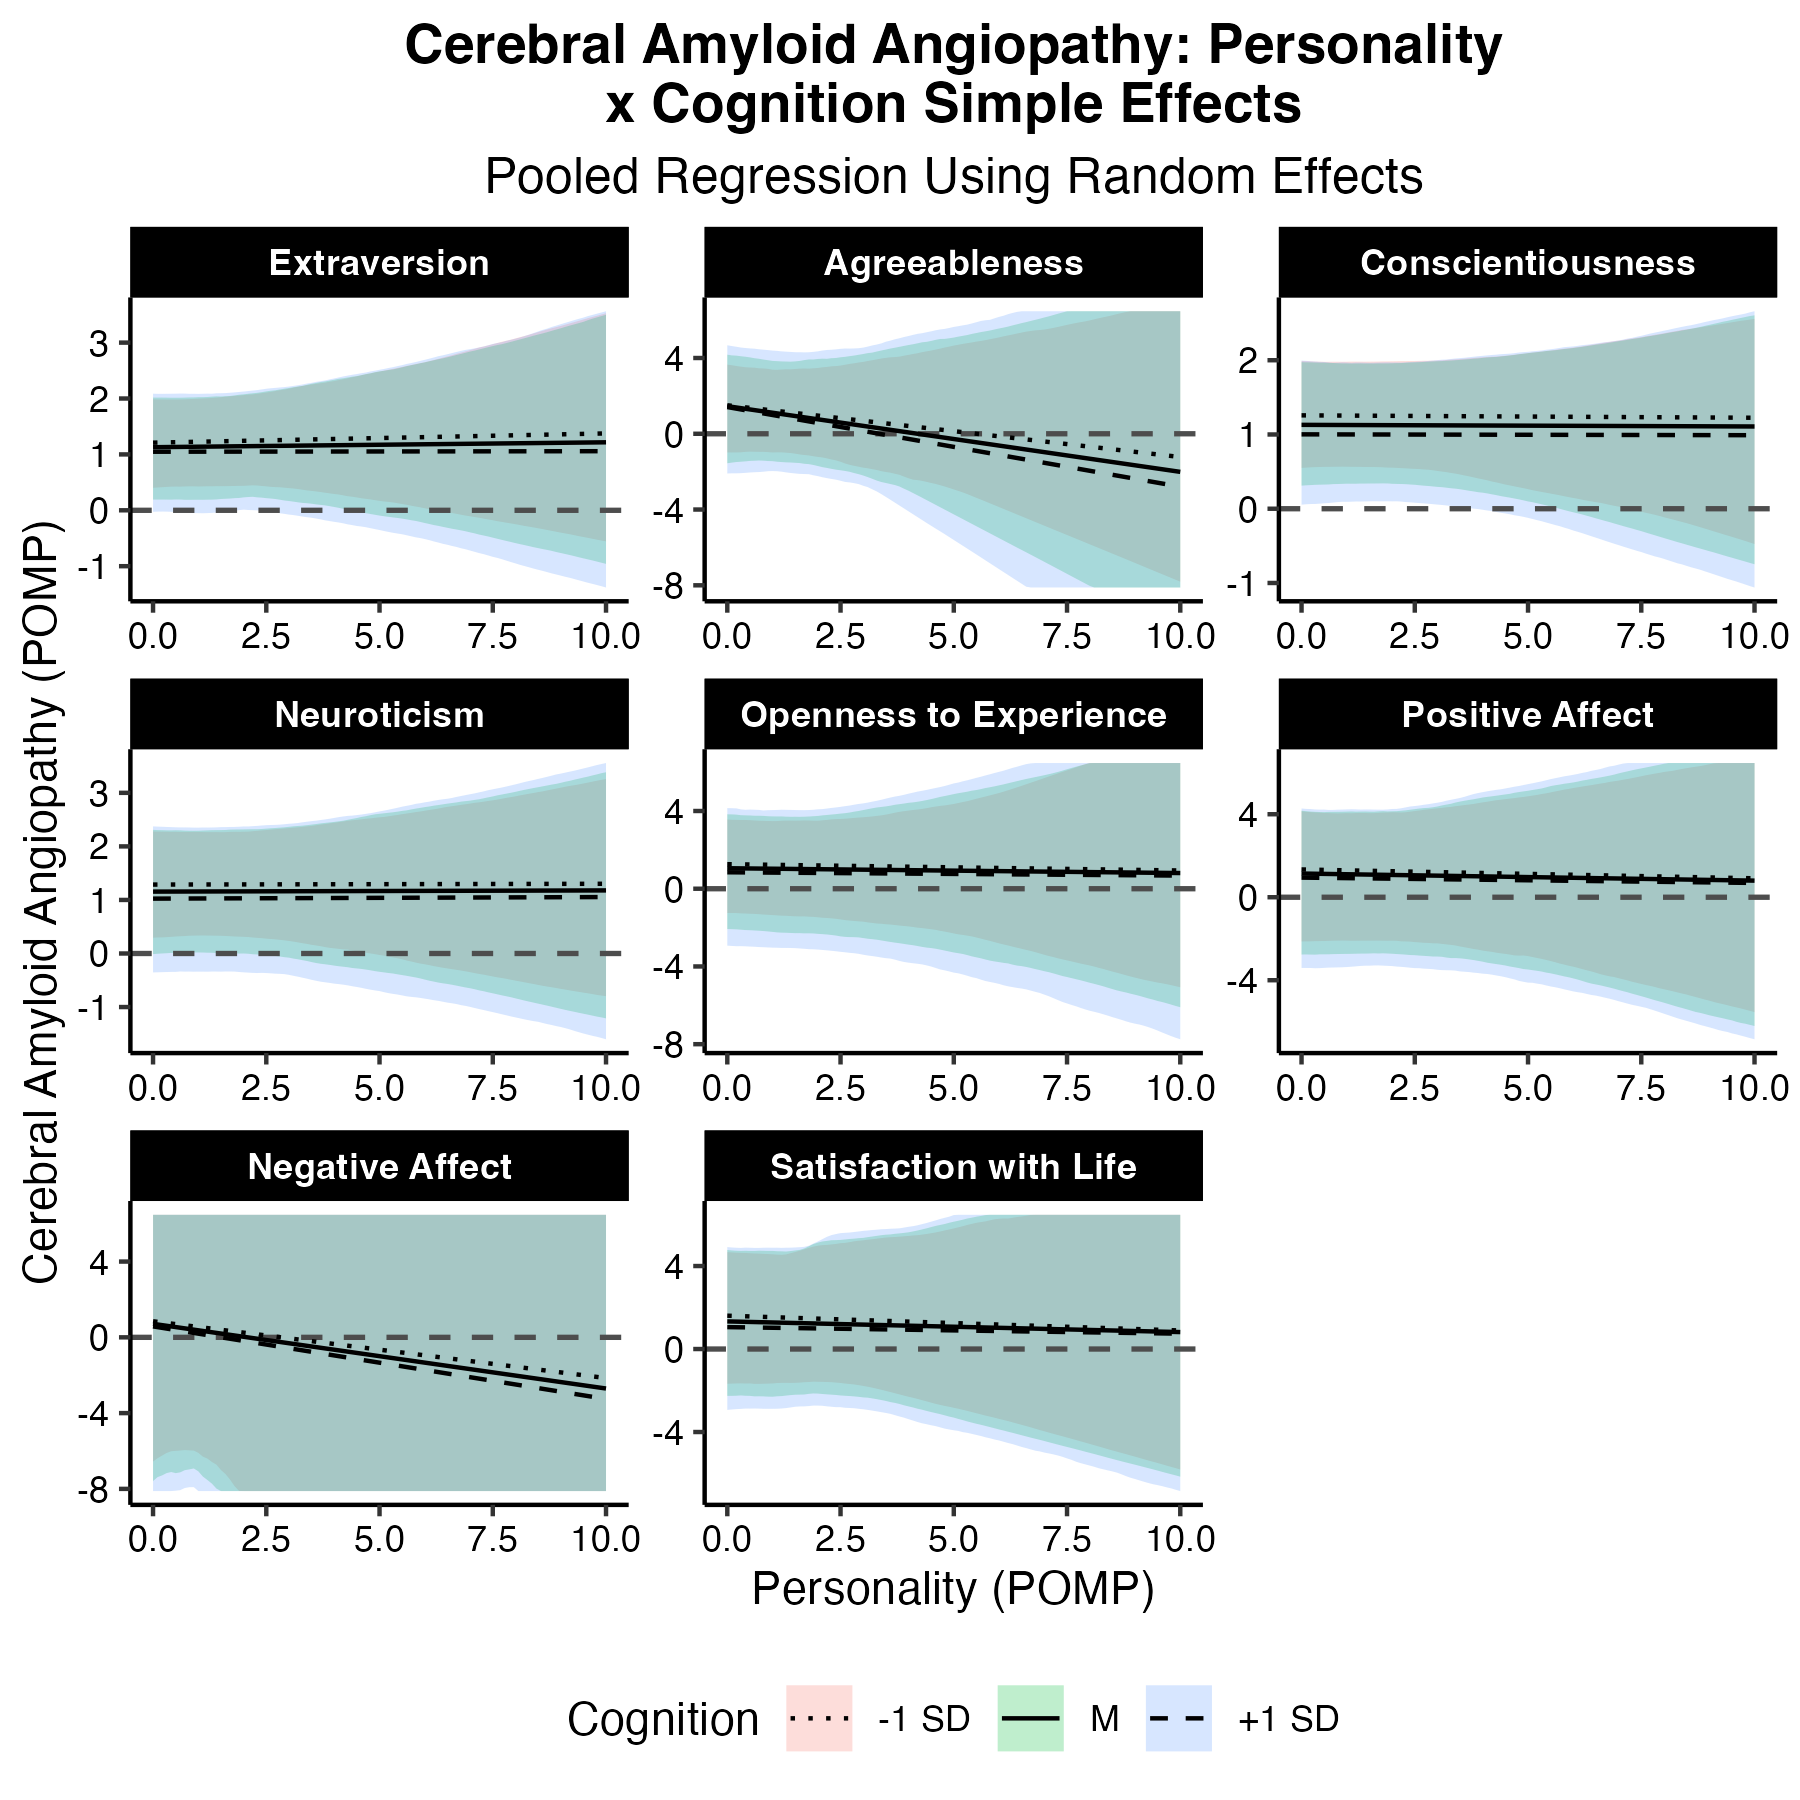 Cerebral Amyloid Angiopathy: Personality
x Cognition Simple Effects
Pooled Regression Using Random Effects
Extraversion
Agreeableness
Conscientiousness
3
2
1
0
-1
0.0 2.5 5.0 7.5 10.0
4
0
-4
-8
0.0 2.5 5.0 7.5 10.0
2
1
0
-1
0.0 2.5 5.0 7.5 10.0
Cerebral Amyloid Angiopathy (POMP)
Neuroticism
Openness to Experience
Positive Affect
3
2
1
0
-1
0.0 2.5 5.0 7.5 10.0
4
0
-4
-8
0.0 2.5 5.0 7.5 10.0
4
0
-4
0.0 2.5 5.0 7.5 10.0
Negative Affect
Satisfaction with Life
4
0
-4
-8
0.0 2.5 5.0 7.5 10.0
4
0
-4
0.0 2.5 5.0 7.5 10.0
Personality (POMP)
Cognition -1 SD M +1 SD